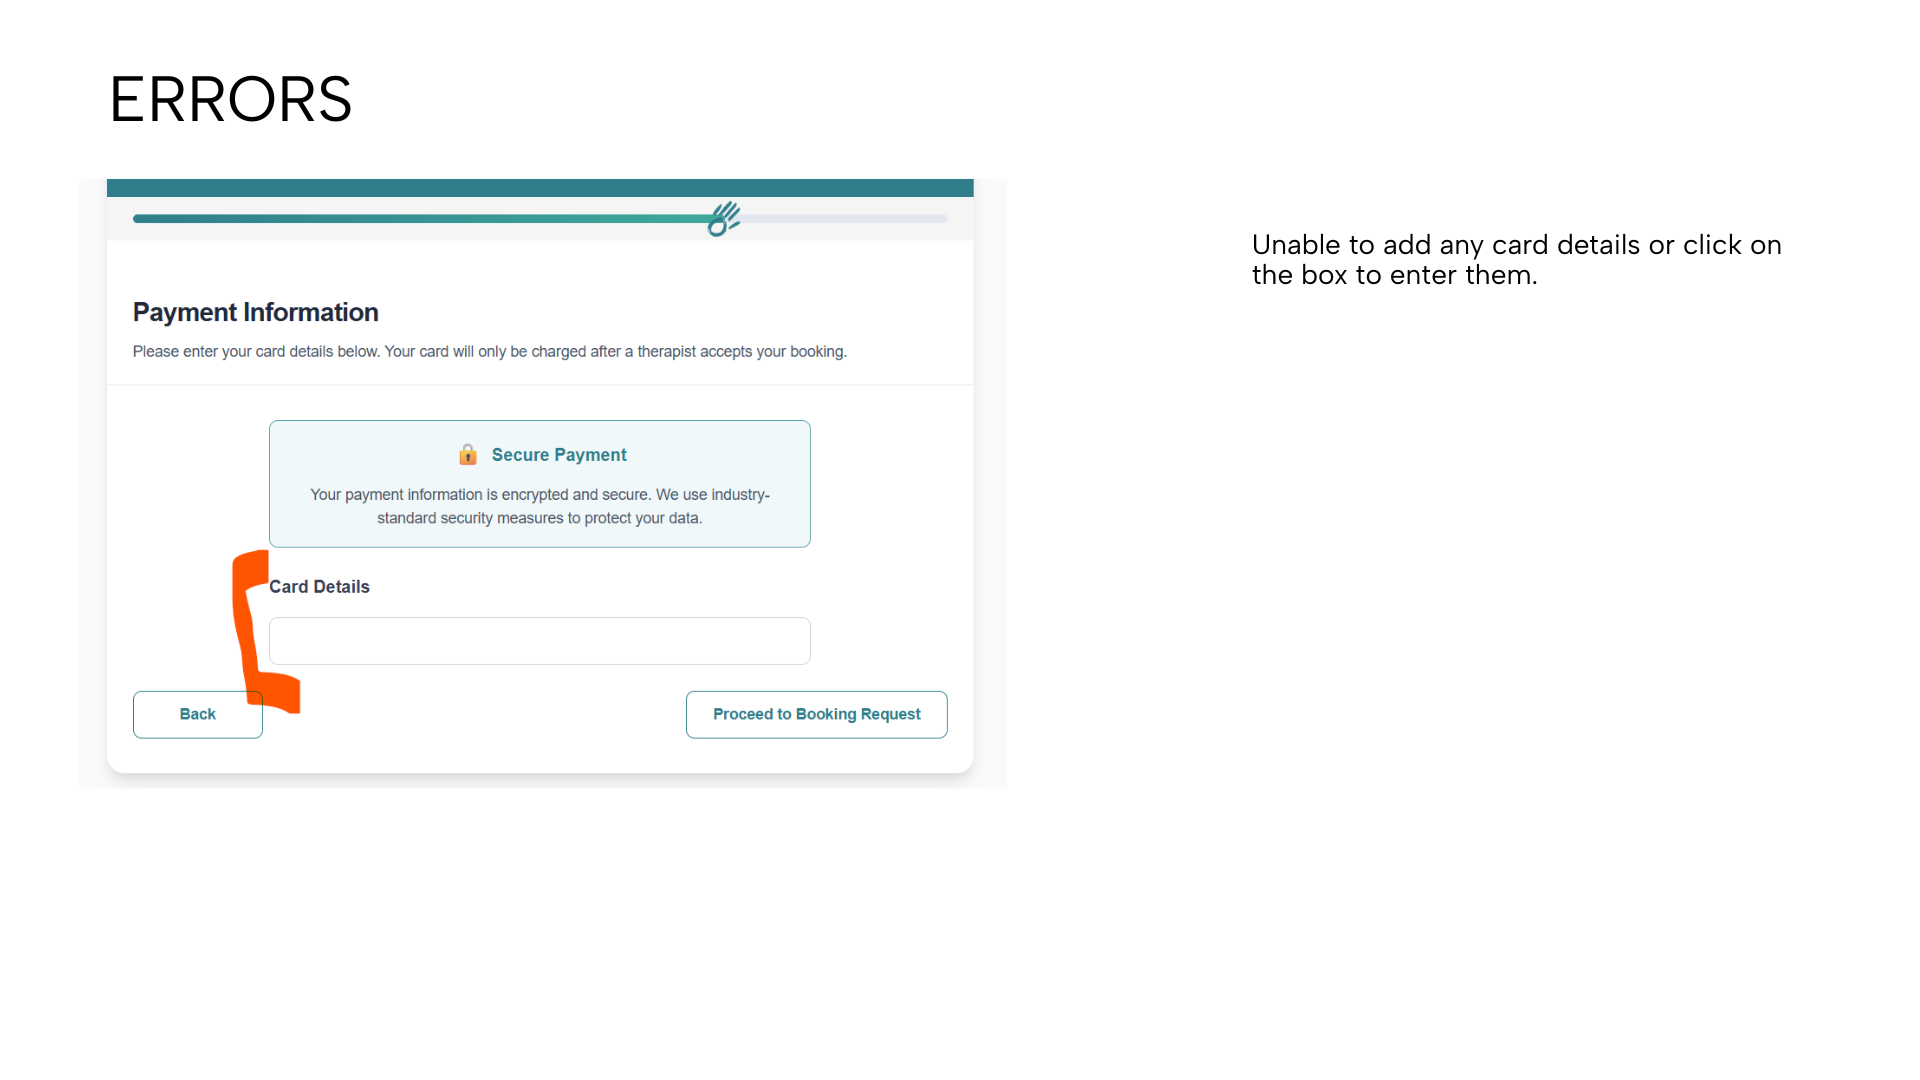 ERRORS
Unable to add any card details or click on
the box to enter them.
Payment Information
Please enter your card details below. Your card will only be charged after a therapist accepts your booking.
🔒 Secure Payment
Your payment information is encrypted and secure. We use industry-
standard security measures to protect your data.
Card Details
Back
Proceed to Booking Request